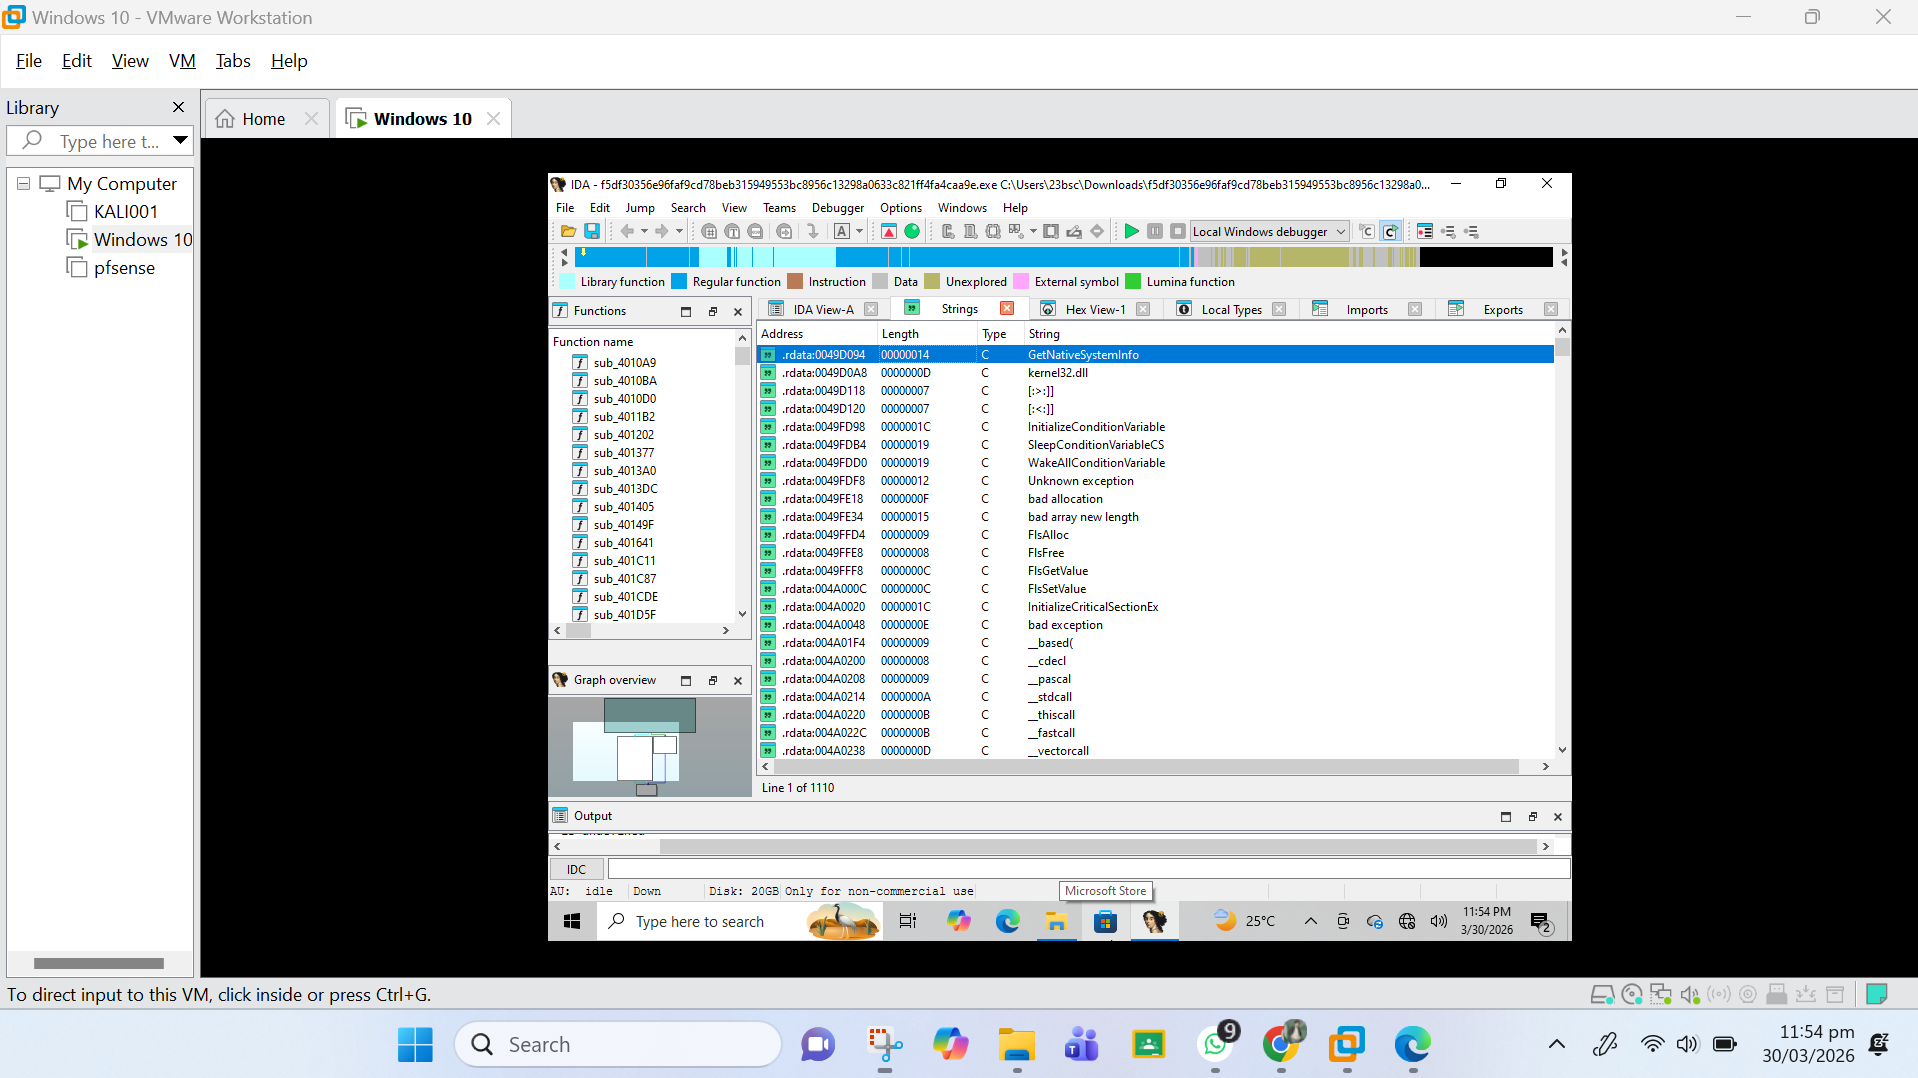 Windows 10 - VMware Workstation
File Edit View VM Tabs Help
Library
Type here t...
My Computer
KALI001
Windows 10
pfsense
Home
Windows 10
IDA - f5df30356e96faf9cd78beb315949553bc8956c13298a0633c821ff4fa4caa9e.exe C:\Users\23bsc\Downloads\f5df30356e96faf9cd78beb315949553bc8956c13298a0...
File Edit Jump Search View Teams Debugger Options Windows Help
Local Windows debugger
Library function Regular function Instruction Data Unexplored External symbol Lumina function
Functions
Function name
sub_4010A9
sub_4010BA
sub_4010D0
sub_4011B2
sub_401202
sub_401377
sub_4013A0
sub_4013DC
sub_401405
sub_40149F
sub_401641
sub_401C11
sub_401C87
sub_401CDE
sub_401D5F
Graph overview
IDA View-A Strings Hex View-1 Local Types Imports Exports
Address Length Type String
.rdata:0049D094 00000014 C GetNativeSystemInfo
.rdata:0049D0A8 0000000D C kernel32.dll
.rdata:0049D118 00000007 C [:>:]]
.rdata:0049D120 00000007 C [:<:]]
.rdata:0049FD98 0000001C C InitializeConditionVariable
.rdata:0049FDB4 00000019 C SleepConditionVariableCS
.rdata:0049FDD0 00000019 C WakeAllConditionVariable
.rdata:0049FDF8 00000012 C Unknown exception
.rdata:0049FE18 0000000F C bad allocation
.rdata:0049FE34 00000015 C bad array new length
.rdata:0049FFD4 00000009 C FlsAlloc
.rdata:0049FFE8 00000008 C FlsFree
.rdata:0049FFF8 0000000C C FlsGetValue
.rdata:004A000C 0000000C C FlsSetValue
.rdata:004A0020 0000001C C InitializeCriticalSectionEx
.rdata:004A0048 0000000E C bad exception
.rdata:004A01F4 00000009 C __based(
.rdata:004A0200 00000008 C __cdecl
.rdata:004A0208 00000009 C __pascal
.rdata:004A0214 0000000A C __stdcall
.rdata:004A0220 0000000B C __thiscall
.rdata:004A022C 0000000B C __fastcall
.rdata:004A0238 0000000D C __vectorcall
Line 1 of 1110
Output
IDC
AU: idle Down Disk: 20GB Only for non-commercial use
Microsoft Store
Type here to search
25°C
11:54 PM
3/30/2026
2
To direct input to this VM, click inside or press Ctrl+G.
Search
9
11:54 pm
30/03/2026